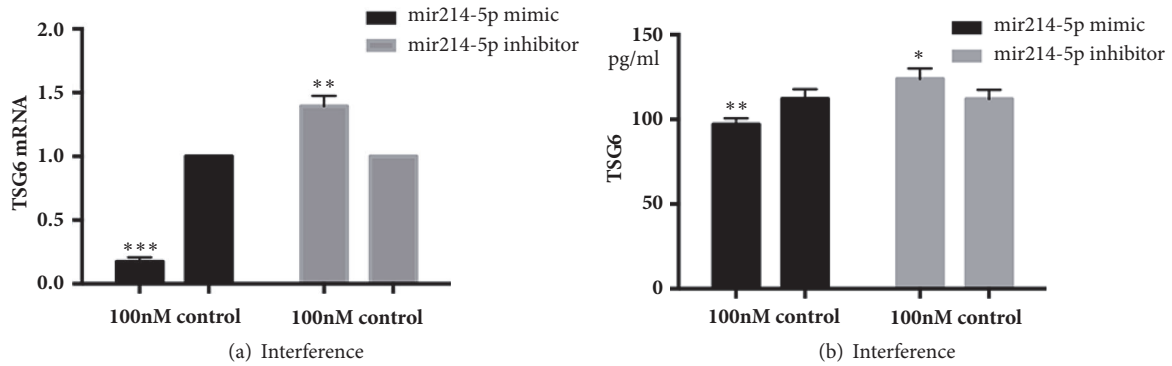 mir214-5p mimic
mir214-5p inhibitor
TSG6 mRNA
2.0
1.5
1.0
0.5
0.0
***
**
100nM control
100nM control
(a) Interference
mir214-5p mimic
mir214-5p inhibitor
pg/ml
TSG6
150
100
50
0
**
*
100nM control
100nM control
(b) Interference